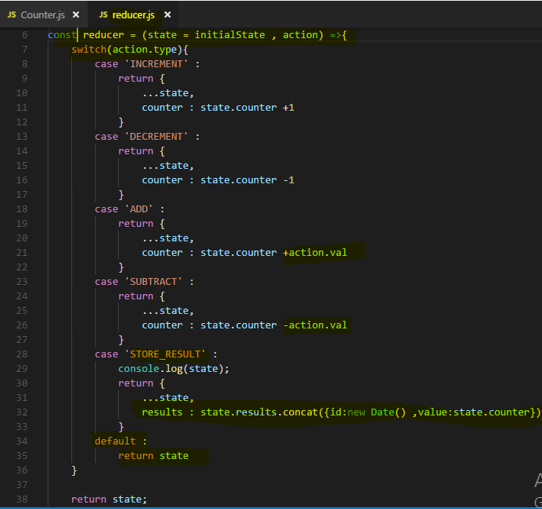 JS Counter.js × JS reducer.js ×
6 const reducer = (state = initialState , action) =>{
7 switch(action.type){
8 case 'INCREMENT' :
9 return {
10 ...state,
11 counter : state.counter +1
12 }
13 case 'DECREMENT' :
14 return {
15 ...state,
16 counter : state.counter -1
17 }
18 case 'ADD' :
19 return {
20 ...state,
21 counter : state.counter +action.val
22 }
23 case 'SUBTRACT' :
24 return {
25 ...state,
26 counter : state.counter -action.val
27 }
28 case 'STORE_RESULT' :
29 console.log(state);
30 return {
31 ...state,
32 results : state.results.concat({id:new Date() ,value:state.counter})
33 }
34 default :
35 return state
36 }
37
38 return state;